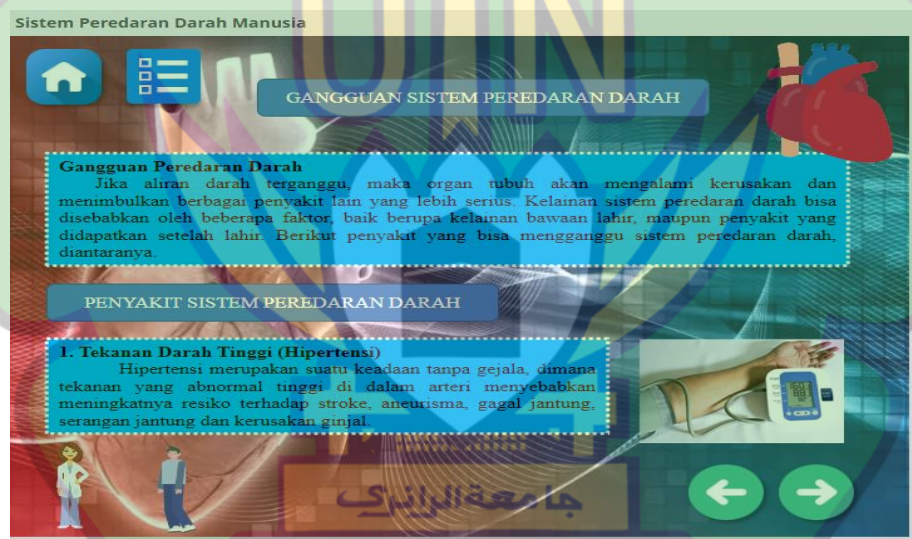 Sistem Peredaran Darah Manusia
UIN
GANGGUAN SISTEM PEREDARAN DARAH
Gangguan Peredaran Darah
Jika aliran darah terganggu, maka organ tubuh akan mengalami kerusakan dan
menimbulkan berbagai penyakit lain yang lebih serius. Kelainan sistem peredaran darah bisa
disebabkan oleh beberapa faktor, baik berupa kelainan bawaan lahir, maupun penyakit yang
didapatkan setelah lahir. Berikut penyakit yang bisa mengganggu sistem peredaran darah,
diantaranya.
PENYAKIT SISTEM PEREDARAN DARAH
1. Tekanan Darah Tinggi (Hipertensi)
Hipertensi merupakan suatu keadaan tanpa gejala, dimana
tekanan yang abnormal tinggi di dalam arteri menyebabkan
meningkatnya resiko terhadap stroke, aneurisma, gagal jantung,
serangan jantung dan kerusakan ginjal.
جامعة الرانري